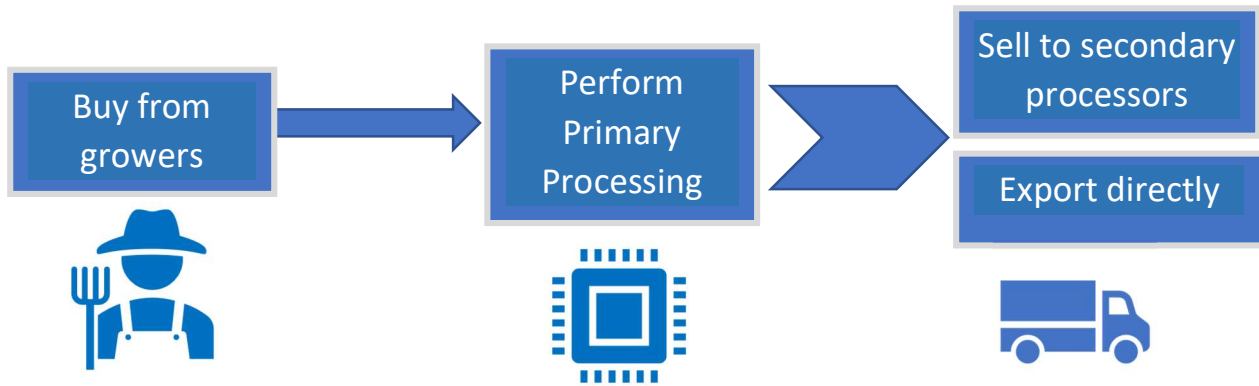 Buy from
growers
Perform
Primary
Processing
Sell to secondary
processors
Export directly